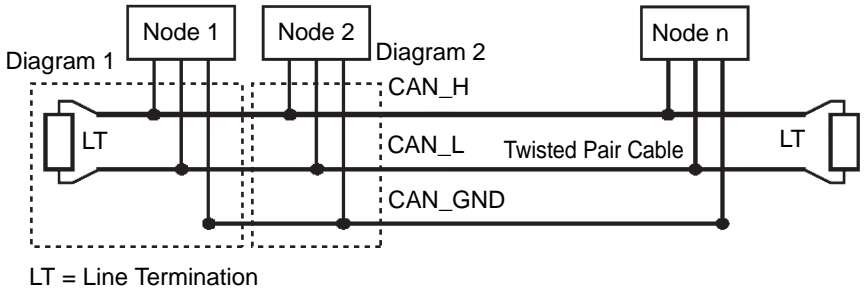 Node 1
Node 2
Node n
Diagram 1
Diagram 2
CAN_H
LT
CAN_L
Twisted Pair Cable
LT
CAN_GND
LT = Line Termination